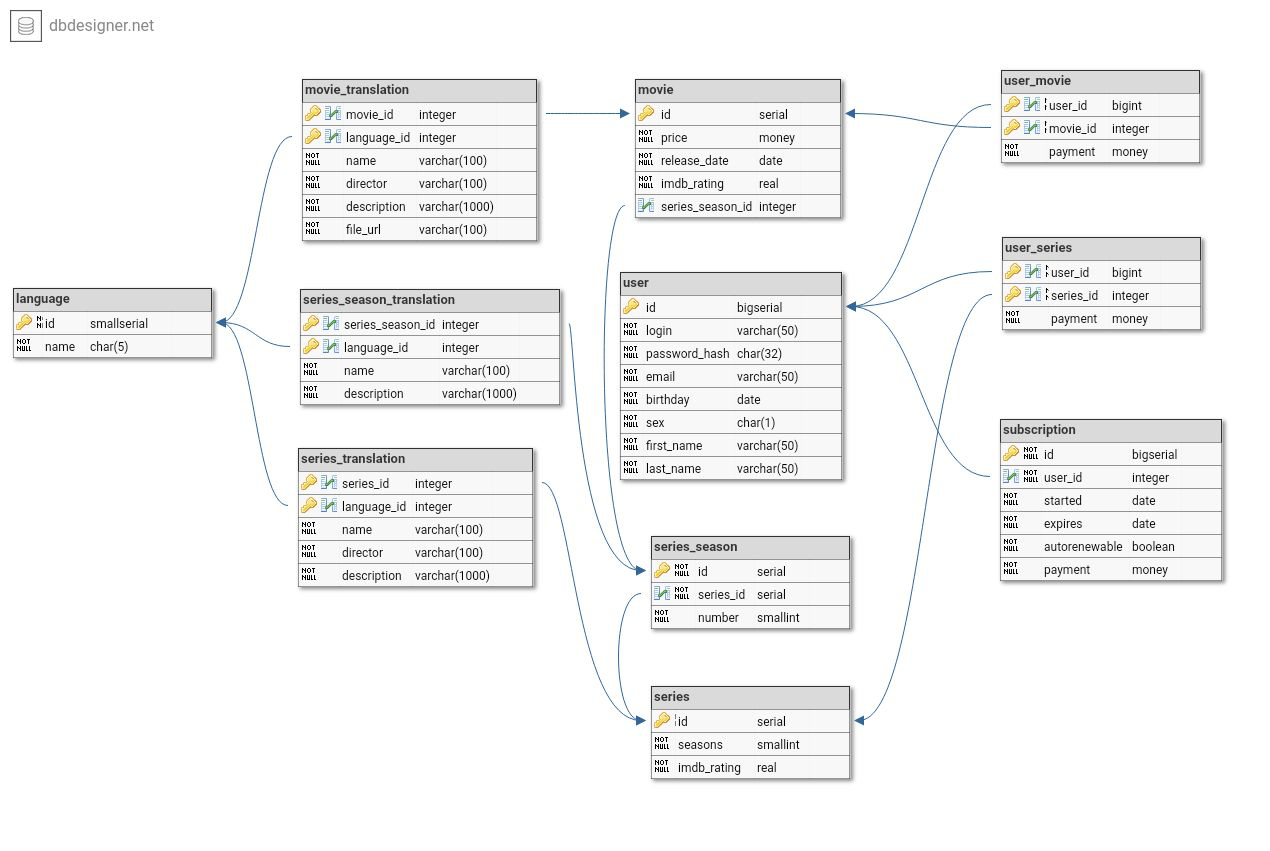 dbdesigner.net
movie_translation
movie_id integer
language_id integer
NOT NULL name varchar(100)
NOT NULL director varchar(100)
NOT NULL description varchar(1000)
NOT NULL file_url varchar(100)
movie
id serial
NOT NULL price money
NOT NULL release_date date
NOT NULL imdb_rating real
series_season_id integer
user_movie
user_id bigint
movie_id integer
NOT NULL payment money
user_series
user_id bigint
series_id integer
NOT NULL payment money
language
id smallserial
NOT NULL name char(5)
series_season_translation
series_season_id integer
language_id integer
NOT NULL name varchar(100)
NOT NULL description varchar(1000)
user
id bigserial
NOT NULL login varchar(50)
NOT NULL password_hash char(32)
NOT NULL email varchar(50)
NOT NULL birthday date
NOT NULL sex char(1)
NOT NULL first_name varchar(50)
NOT NULL last_name varchar(50)
series_translation
series_id integer
language_id integer
NOT NULL name varchar(100)
NOT NULL director varchar(100)
NOT NULL description varchar(1000)
subscription
NOT NULL id bigserial
NOT NULL user_id integer
NOT NULL started date
NOT NULL expires date
NOT NULL autorenewable boolean
NOT NULL payment money
series_season
NOT NULL id serial
NOT NULL series_id serial
NOT NULL number smallint
series
id serial
NOT NULL seasons smallint
NOT NULL imdb_rating real